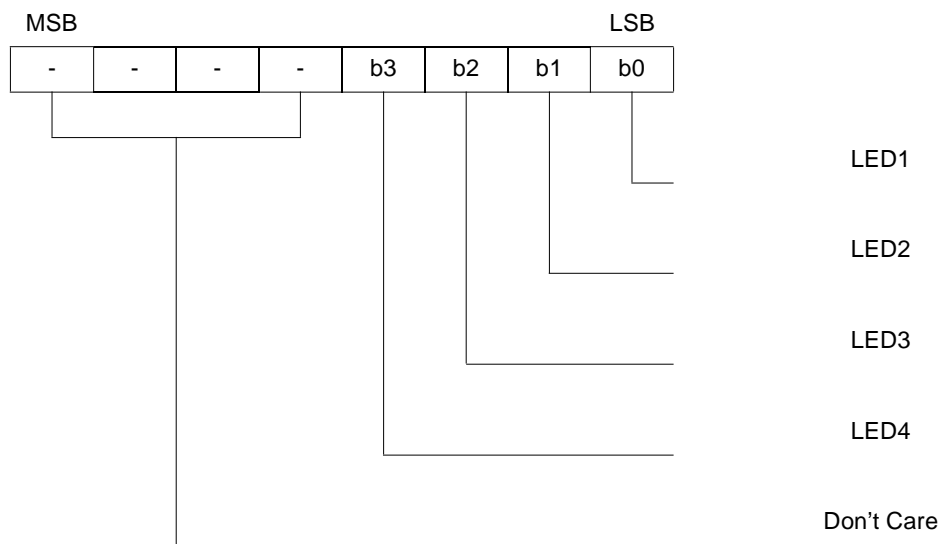 MSB LSB
- - - - b3 b2 b1 b0
LED1
LED2
LED3
LED4
Don't Care